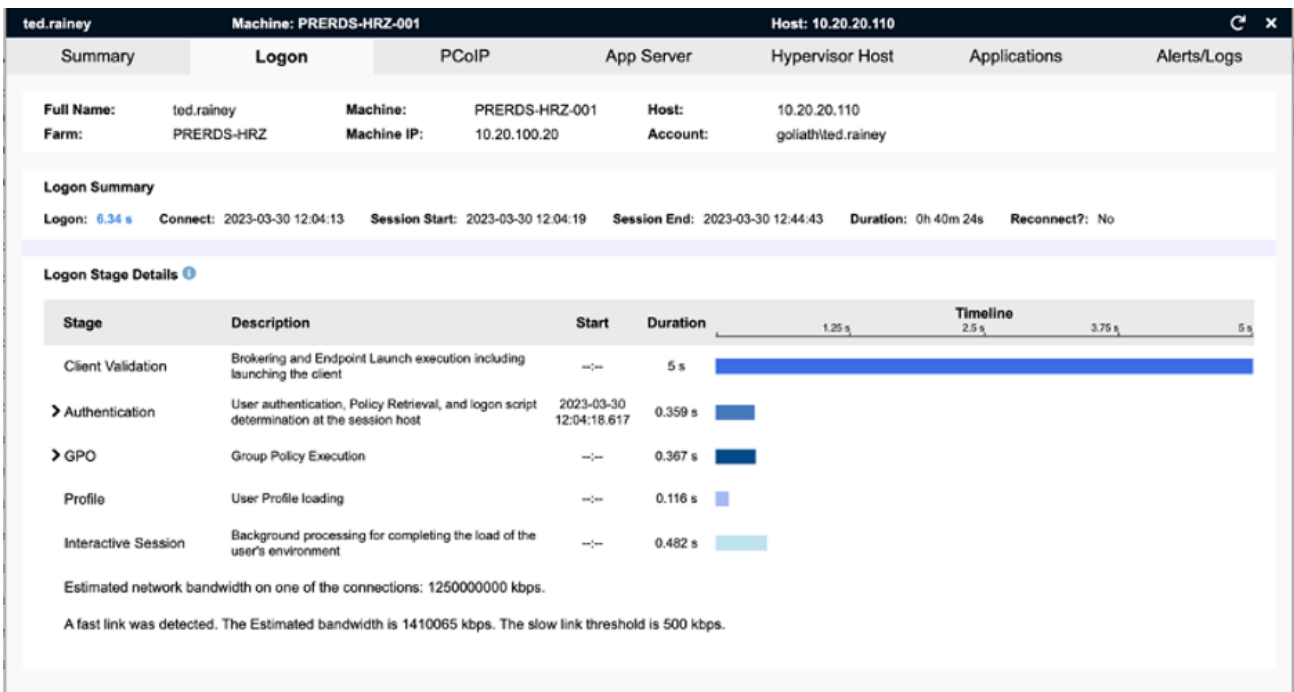 ted.rainey Machine: PRERDS-HRZ-001 Host: 10.20.20.110
Summary Logon PCoIP App Server Hypervisor Host Applications Alerts/Logs
Full Name: ted.rainey Machine: PRERDS-HRZ-001 Host: 10.20.20.110
Farm: PRERDS-HRZ Machine IP: 10.20.100.20 Account: goliath\ted.rainey
Logon Summary
Logon: 6.34 s Connect: 2023-03-30 12:04:13 Session Start: 2023-03-30 12:04:19 Session End: 2023-03-30 12:44:43 Duration: 0h 40m 24s Reconnect?: No
Logon Stage Details
Stage Description Start Duration Timeline
1.25 s 2.5 s 3.75 s 5 s
Client Validation Brokering and Endpoint Launch execution including --:-- 5 s
launching the client
Authentication User authentication, Policy Retrieval, and logon script 2023-03-30 0.359 s
determination at the session host 12:04:18.617
GPO Group Policy Execution --:-- 0.367 s
Profile User Profile loading --:-- 0.116 s
Interactive Session Background processing for completing the load of the --:-- 0.482 s
user's environment
Estimated network bandwidth on one of the connections: 1250000000 kbps.
A fast link was detected. The Estimated bandwidth is 1410065 kbps. The slow link threshold is 500 kbps.